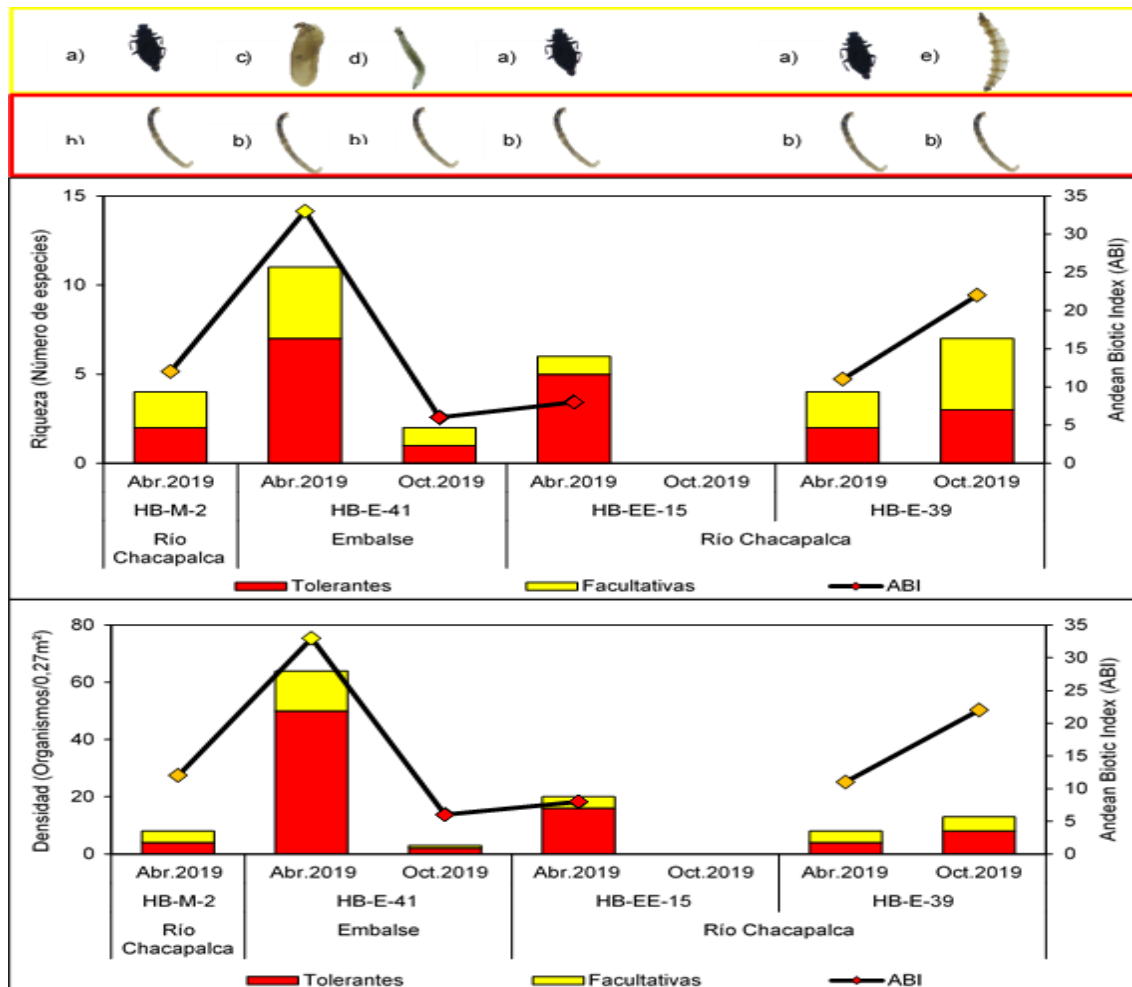 a) c) d) a) a) e)
h) b) b) b) b) b)
15 35
30
10 25
20
5 15
10
5
0 0
Riqueza (Número de especies)
Andean Biotic Index (ABI)
Abr.2019 Abr.2019 Oct.2019 Abr.2019 Oct.2019 Abr.2019 Oct.2019
HB-M-2 HB-E-41 HB-EE-15 HB-E-39
Río Chacapalca Embalse Río Chacapalca
Tolerantes Facultativas ABI
80 35
30
60 25
20
40 15
20 10
5
0 0
Densidad (Organismos/0,27m²)
Andean Biotic Index (ABI)
Abr.2019 Abr.2019 Oct.2019 Abr.2019 Oct.2019 Abr.2019 Oct.2019
HB-M-2 HB-E-41 HB-EE-15 HB-E-39
Río Chacapalca Embalse Río Chacapalca
Tolerantes Facultativas ABI